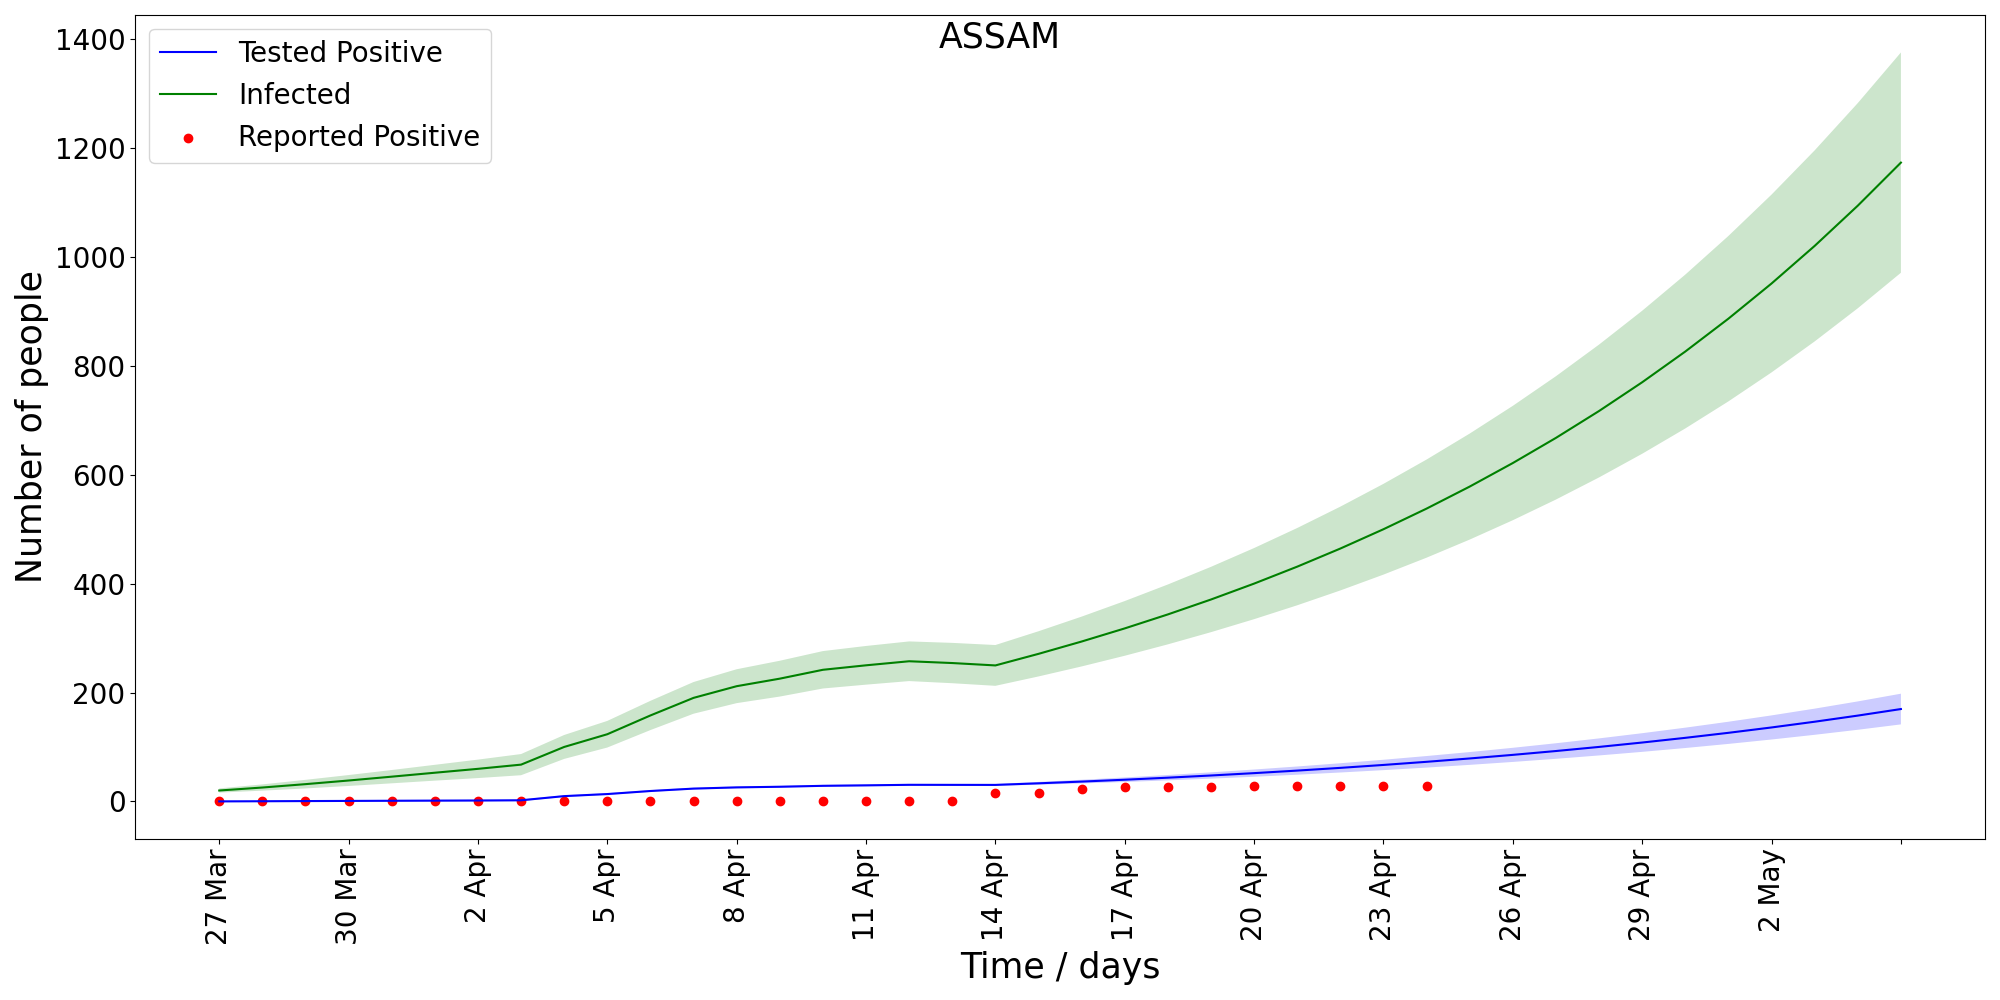 ASSAM
Tested Positive
Infected
Reported Positive
Number of people
1400
1200
1000
800
600
400
200
0
27 Mar
30 Mar
2 Apr
5 Apr
8 Apr
11 Apr
14 Apr
17 Apr
20 Apr
23 Apr
26 Apr
29 Apr
2 May
Time / days